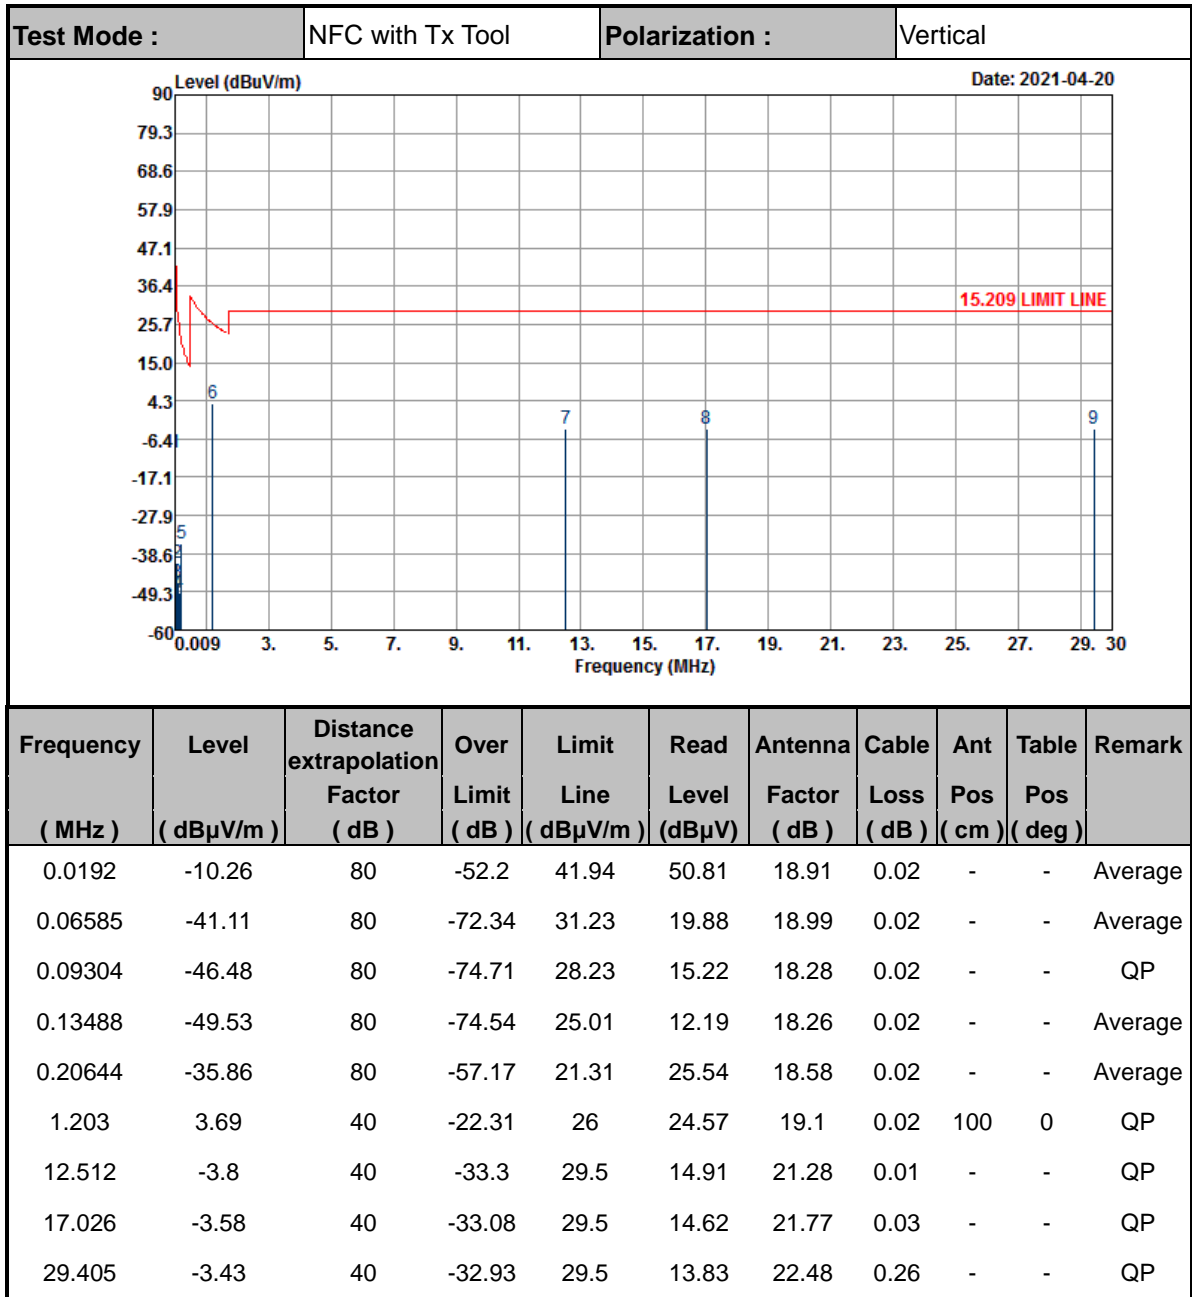 Test Mode : NFC with Tx Tool Polarization : Vertical
Level (dBuV/m) Date: 2021-04-20
90
79.3
68.6
57.9
47.1
36.4
15.209 LIMIT LINE
25.7
15.0
6
4.3
7 8 9
-6.4
-17.1
-27.9
5
-38.6
-49.3
-60
0.009 3. 5. 7. 9. 11. 13. 15. 17. 19. 21. 23. 25. 27. 29. 30
Frequency (MHz)
Frequency Level Distance extrapolation Over Limit Read Antenna Cable Ant Table Remark
Factor Limit Line Level Factor Loss Pos Pos
( MHz ) ( dBµV/m ) ( dB ) ( dB ) ( dBµV/m ) (dBµV) ( dB ) ( dB ) ( cm ) ( deg )
0.0192 -10.26 80 -52.2 41.94 50.81 18.91 0.02 - - Average
0.06585 -41.11 80 -72.34 31.23 19.88 18.99 0.02 - - Average
0.09304 -46.48 80 -74.71 28.23 15.22 18.28 0.02 - - QP
0.13488 -49.53 80 -74.54 25.01 12.19 18.26 0.02 - - Average
0.20644 -35.86 80 -57.17 21.31 25.54 18.58 0.02 - - Average
1.203 3.69 40 -22.31 26 24.57 19.1 0.02 100 0 QP
12.512 -3.8 40 -33.3 29.5 14.91 21.28 0.01 - - QP
17.026 -3.58 40 -33.08 29.5 14.62 21.77 0.03 - - QP
29.405 -3.43 40 -32.93 29.5 13.83 22.48 0.26 - - QP